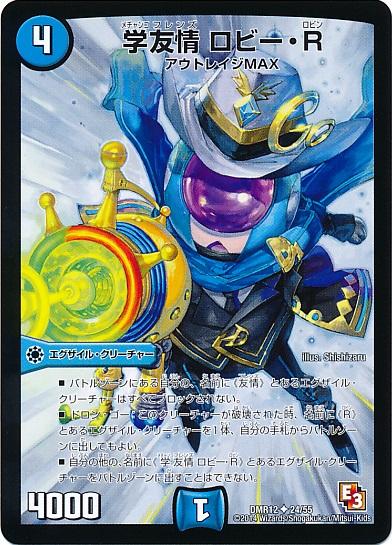 4
メチャシコ フレンズ ロビン
学友情 ロビー・R
アウトレイジMAX
illus. Shishizaru
エグザイル・クリーチャー
■ バトルゾーンにある自分の、名前に《友情》とあるエグザイル・
クリーチャーはすべてブロックされない。
■ ドロン・ゴー:このクリーチャーが破壊された時、名前に《R》
とあるエグザイル・クリーチャーを1体、自分の手札からバトルゾー
ンに出してもよい。
■ 自分の他の、名前に《学友情 ロビー・R》とあるエグザイル・クリーチャ
ーをバトルゾーンに出すことはできない。
4000
1
DMR12 ◆ 24/55
©2014 Wizards/Shogakukan/Mitsui-Kids
E3